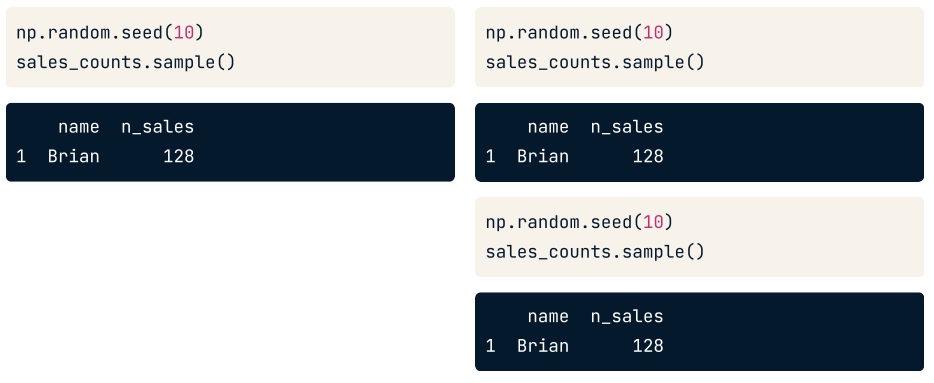 np.random.seed(10)
sales_counts.sample()
    name  n_sales
1  Brian      128
np.random.seed(10)
sales_counts.sample()
    name  n_sales
1  Brian      128
np.random.seed(10)
sales_counts.sample()
    name  n_sales
1  Brian      128